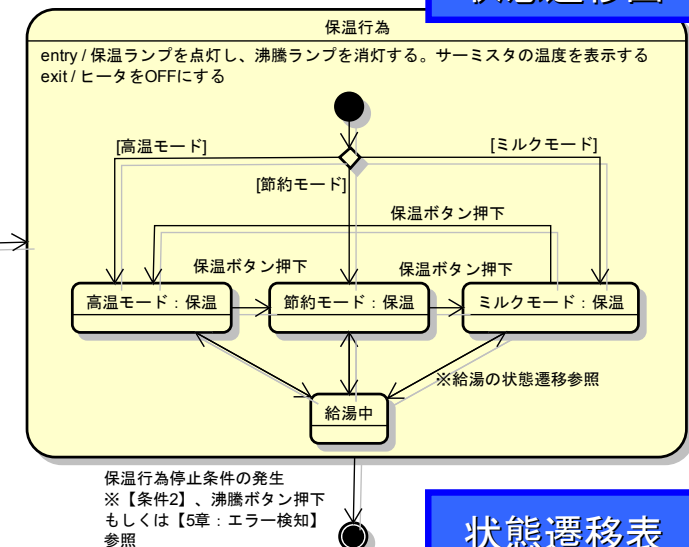 状態遷移図
保温行為
entry / 保温ランプを点灯し、沸騰ランプを消灯する。サーミスタの温度を表示する
exit / ヒータをOFFにする
[高温モード]
[ミルクモード]
[節約モード]
保温ボタン押下
保温ボタン押下
保温ボタン押下
高温モード：保温
節約モード：保温
ミルクモード：保温
※給湯の状態遷移参照
給湯中
保温行為停止条件の発生
※【条件2】、沸騰ボタン押下
もしくは【5章：エラー検知】
参照
状態遷移表